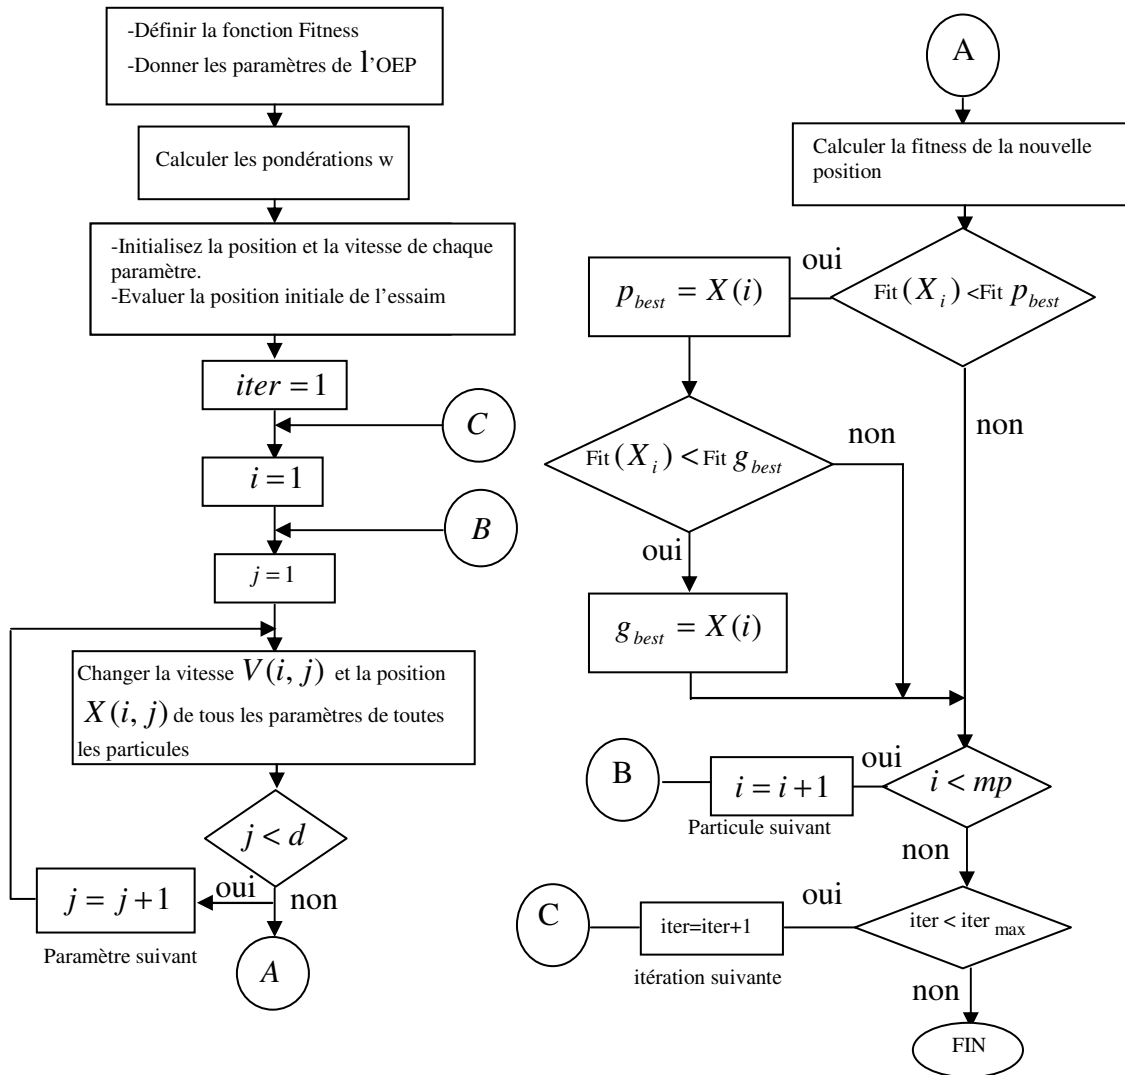 -Définir la fonction Fitness
-Donner les paramètres de l'OEP
Calculer les pondérations w
-Initialisez la position et la vitesse de chaque
paramètre.
-Evaluer la position initiale de l'essaim
iter = 1
C
i = 1
B
j = 1
Changer la vitesse V(i, j) et la position
X(i, j) de tous les paramètres de toutes
les particules
j < d
oui
non
j = j + 1
Paramètre suivant
A
A
Calculer la fitness de la nouvelle
position
oui
Fit (X_i) <Fit p_best
p_best = X(i)
non
non
Fit (X_i) < Fit g_best
oui
g_best = X(i)
oui
B
i = i + 1
i < mp
Particule suivant
non
oui
C
iter=iter+1
iter < iter max
itération suivante
non
FIN